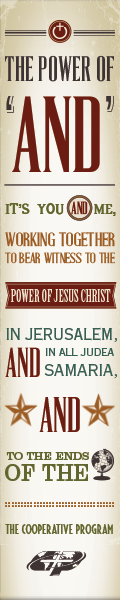 THE POWER OF
'AND'
IT'S YOU AND ME,
WORKING TOGETHER
TO BEAR WITNESS TO THE
POWER OF JESUS CHRIST
IN JERUSALEM,
AND IN ALL JUDEA
SAMARIA,
AND
TO THE ENDS
OF THE
THE COOPERATIVE PROGRAM